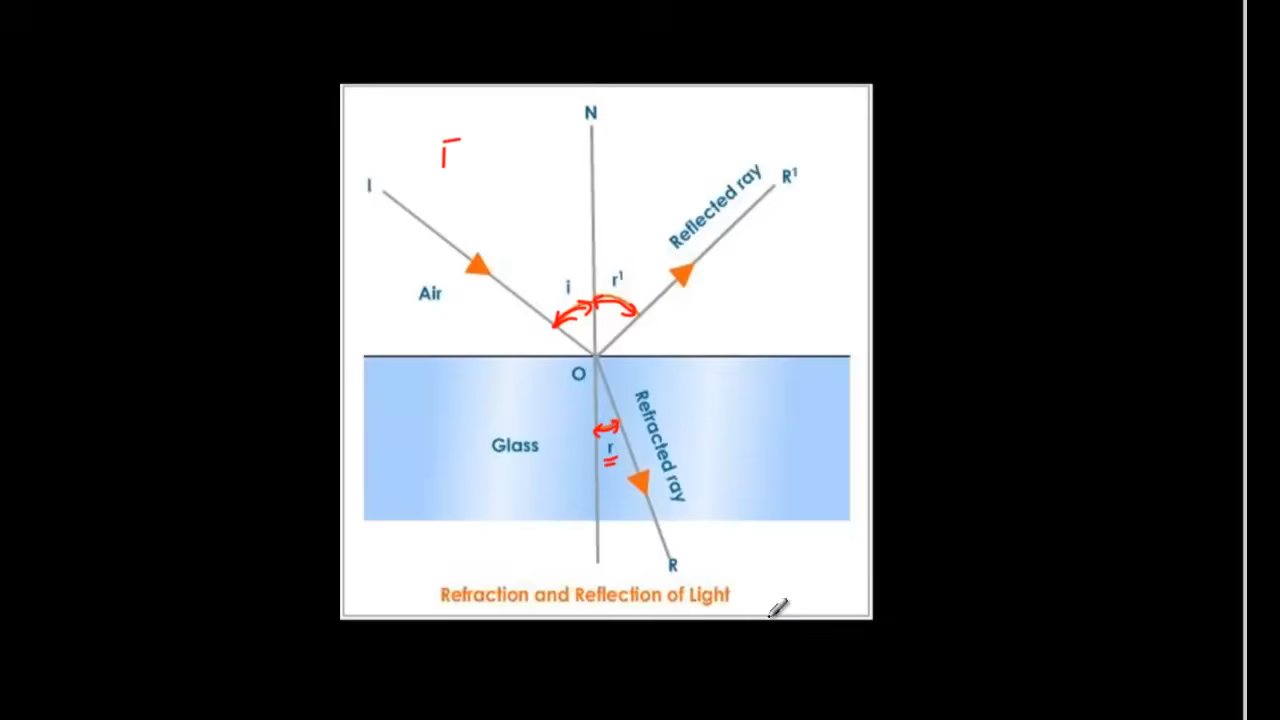 N
I
R¹
Reflected ray
i
r¹
Air
O
Refracted ray
Glass
r
R
Refraction and Reflection of Light